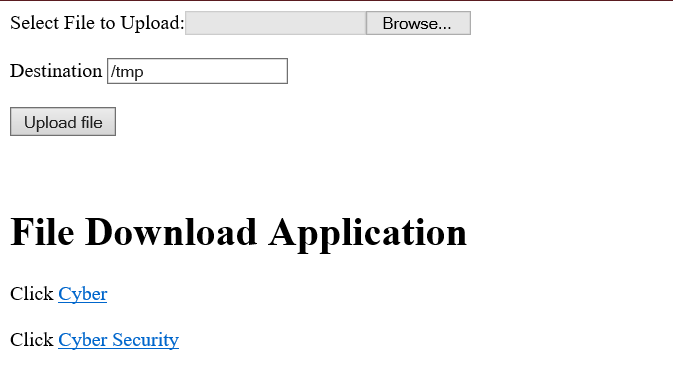 Select File to Upload: Browse...
Destination /tmp
Upload file
File Download Application
Click Cyber
Click Cyber Security